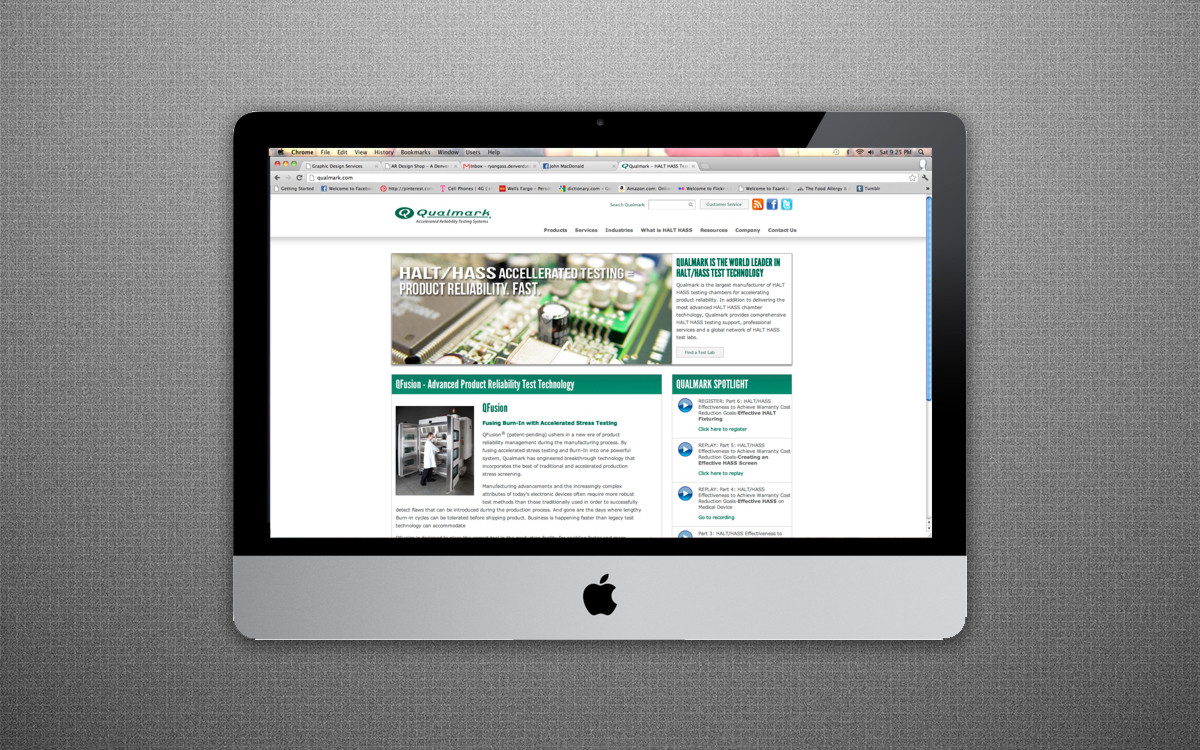 Chrome File Edit View History Bookmarks Window Users Help Sat 9:25 PM
Graphic Design Services AR Design Shop – A Denver Inbox – ryangass.denver John MacDonald Qualmark – HALT HASS Test
qualmark.com
Getting Started Welcome to Facebo http://pinterest.com Cell Phones | 4G C Wells Fargo – Perso dictionary.com – G Amazon.com: Onlin Welcome to Flickr Welcome to The Food Allergy & Tumblr
Search Qualmark Customer Service
Qualmark
Accelerated Reliability Testing Systems
Products Services Industries What is HALT HASS Resources Company Contact Us
HALT/HASS ACCELLERATED TESTING =
PRODUCT RELIABILITY. FAST.
QUALMARK IS THE WORLD LEADER IN
HALT/HASS TEST TECHNOLOGY
Qualmark is the largest manufacturer of HALT
HASS testing chambers for accelerating
product reliability. In addition to delivering the
most advanced HALT HASS chamber
technology, Qualmark provides comprehensive
HALT HASS testing support, professional
services and a global network of HALT HASS
test labs.
Find a Test Lab
QFusion - Advanced Product Reliability Test Technology
QFusion
Fusing Burn-In with Accelerated Stress Testing
QFusion® (patent-pending) ushers in a new era of product
reliability management during the manufacturing process. By
fusing accelerated stress testing and Burn-In into one powerful
system, Qualmark has engineered breakthrough technology that
incorporates the best of traditional and accelerated production
stress screening.
Manufacturing advancements and the increasingly complex
attributes of today's electronic devices often require more robust
test methods than those traditionally used in order to successfully
detect flaws that can be introduced during the production process. And gone are the days where lengthy
Burn-in cycles can be tolerated before shipping product. Business is happening faster than legacy test
technology can accommodate
QUALMARK SPOTLIGHT
REGISTER: Part 6: HALT/HASS
Effectiveness to Achieve Warranty Cost
Reduction Goals-Effective HALT
Fixturing
Click here to register
REPLAY: Part 5: HALT/HASS
Effectiveness to Achieve Warranty Cost
Reduction Goals-Creating an
Effective HASS Screen
Click here to replay
REPLAY: Part 4: HALT/HASS
Effectiveness to Achieve Warranty Cost
Reduction Goals-Effective HASS on
Medical Device
Go to recording
Part 3: HALT/HASS Effectiveness to